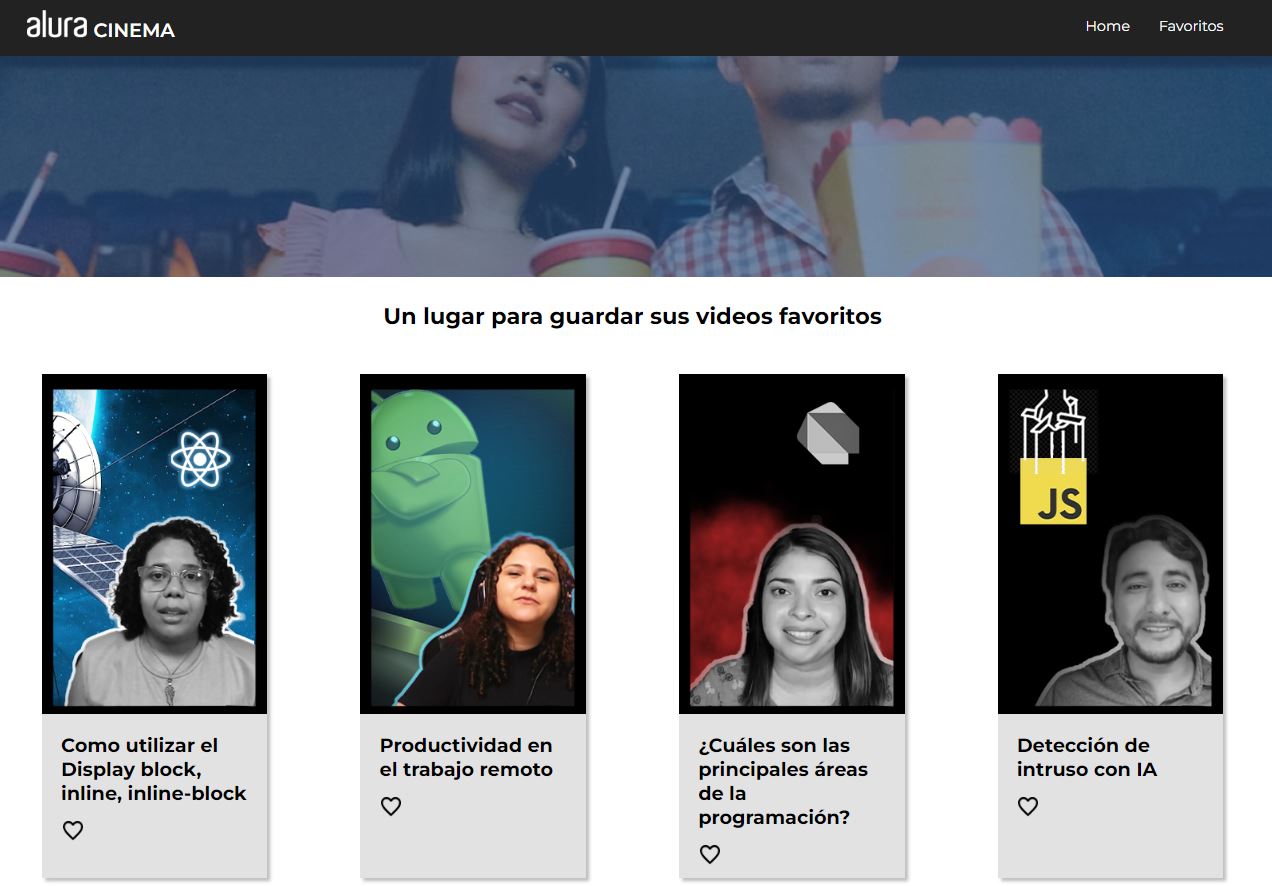 alura CINEMA
Home Favoritos
Un lugar para guardar sus videos favoritos
JS
Como utilizar el
Display block,
inline, inline-block
Productividad en
el trabajo remoto
¿Cuáles son las
principales áreas
de la
programación?
Detección de
intruso con IA